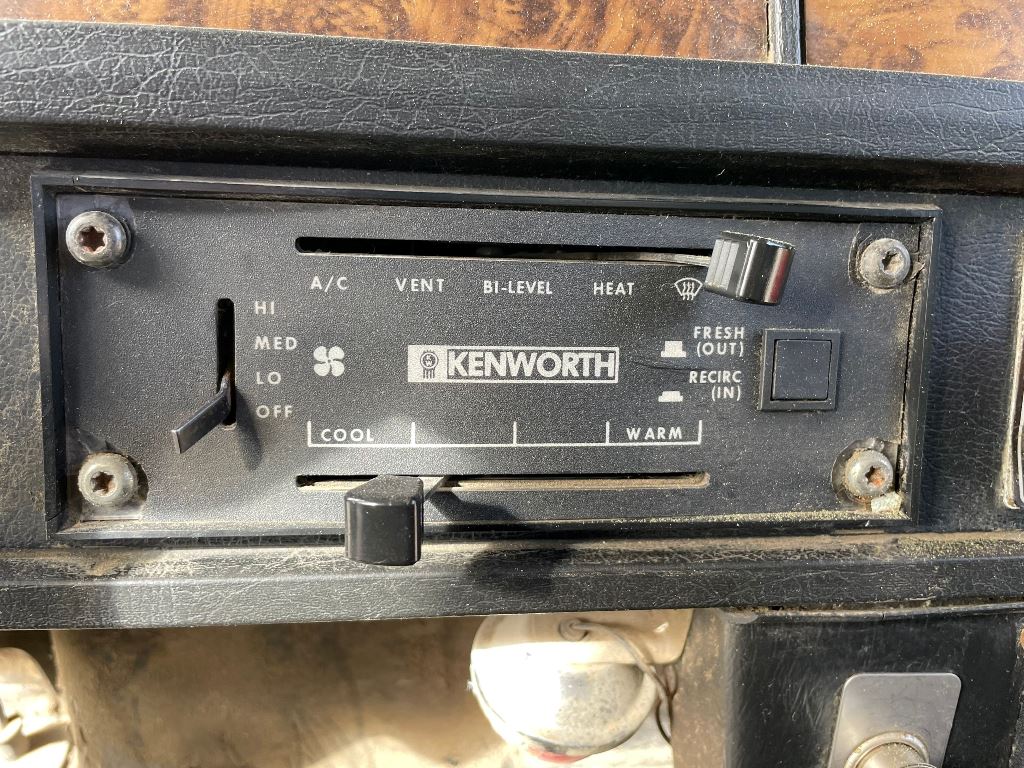 A/C VENT BI-LEVEL HEAT
HI
MED
LO
OFF
KENWORTH
FRESH
(OUT)
RECIRC
(IN)
COOL WARM